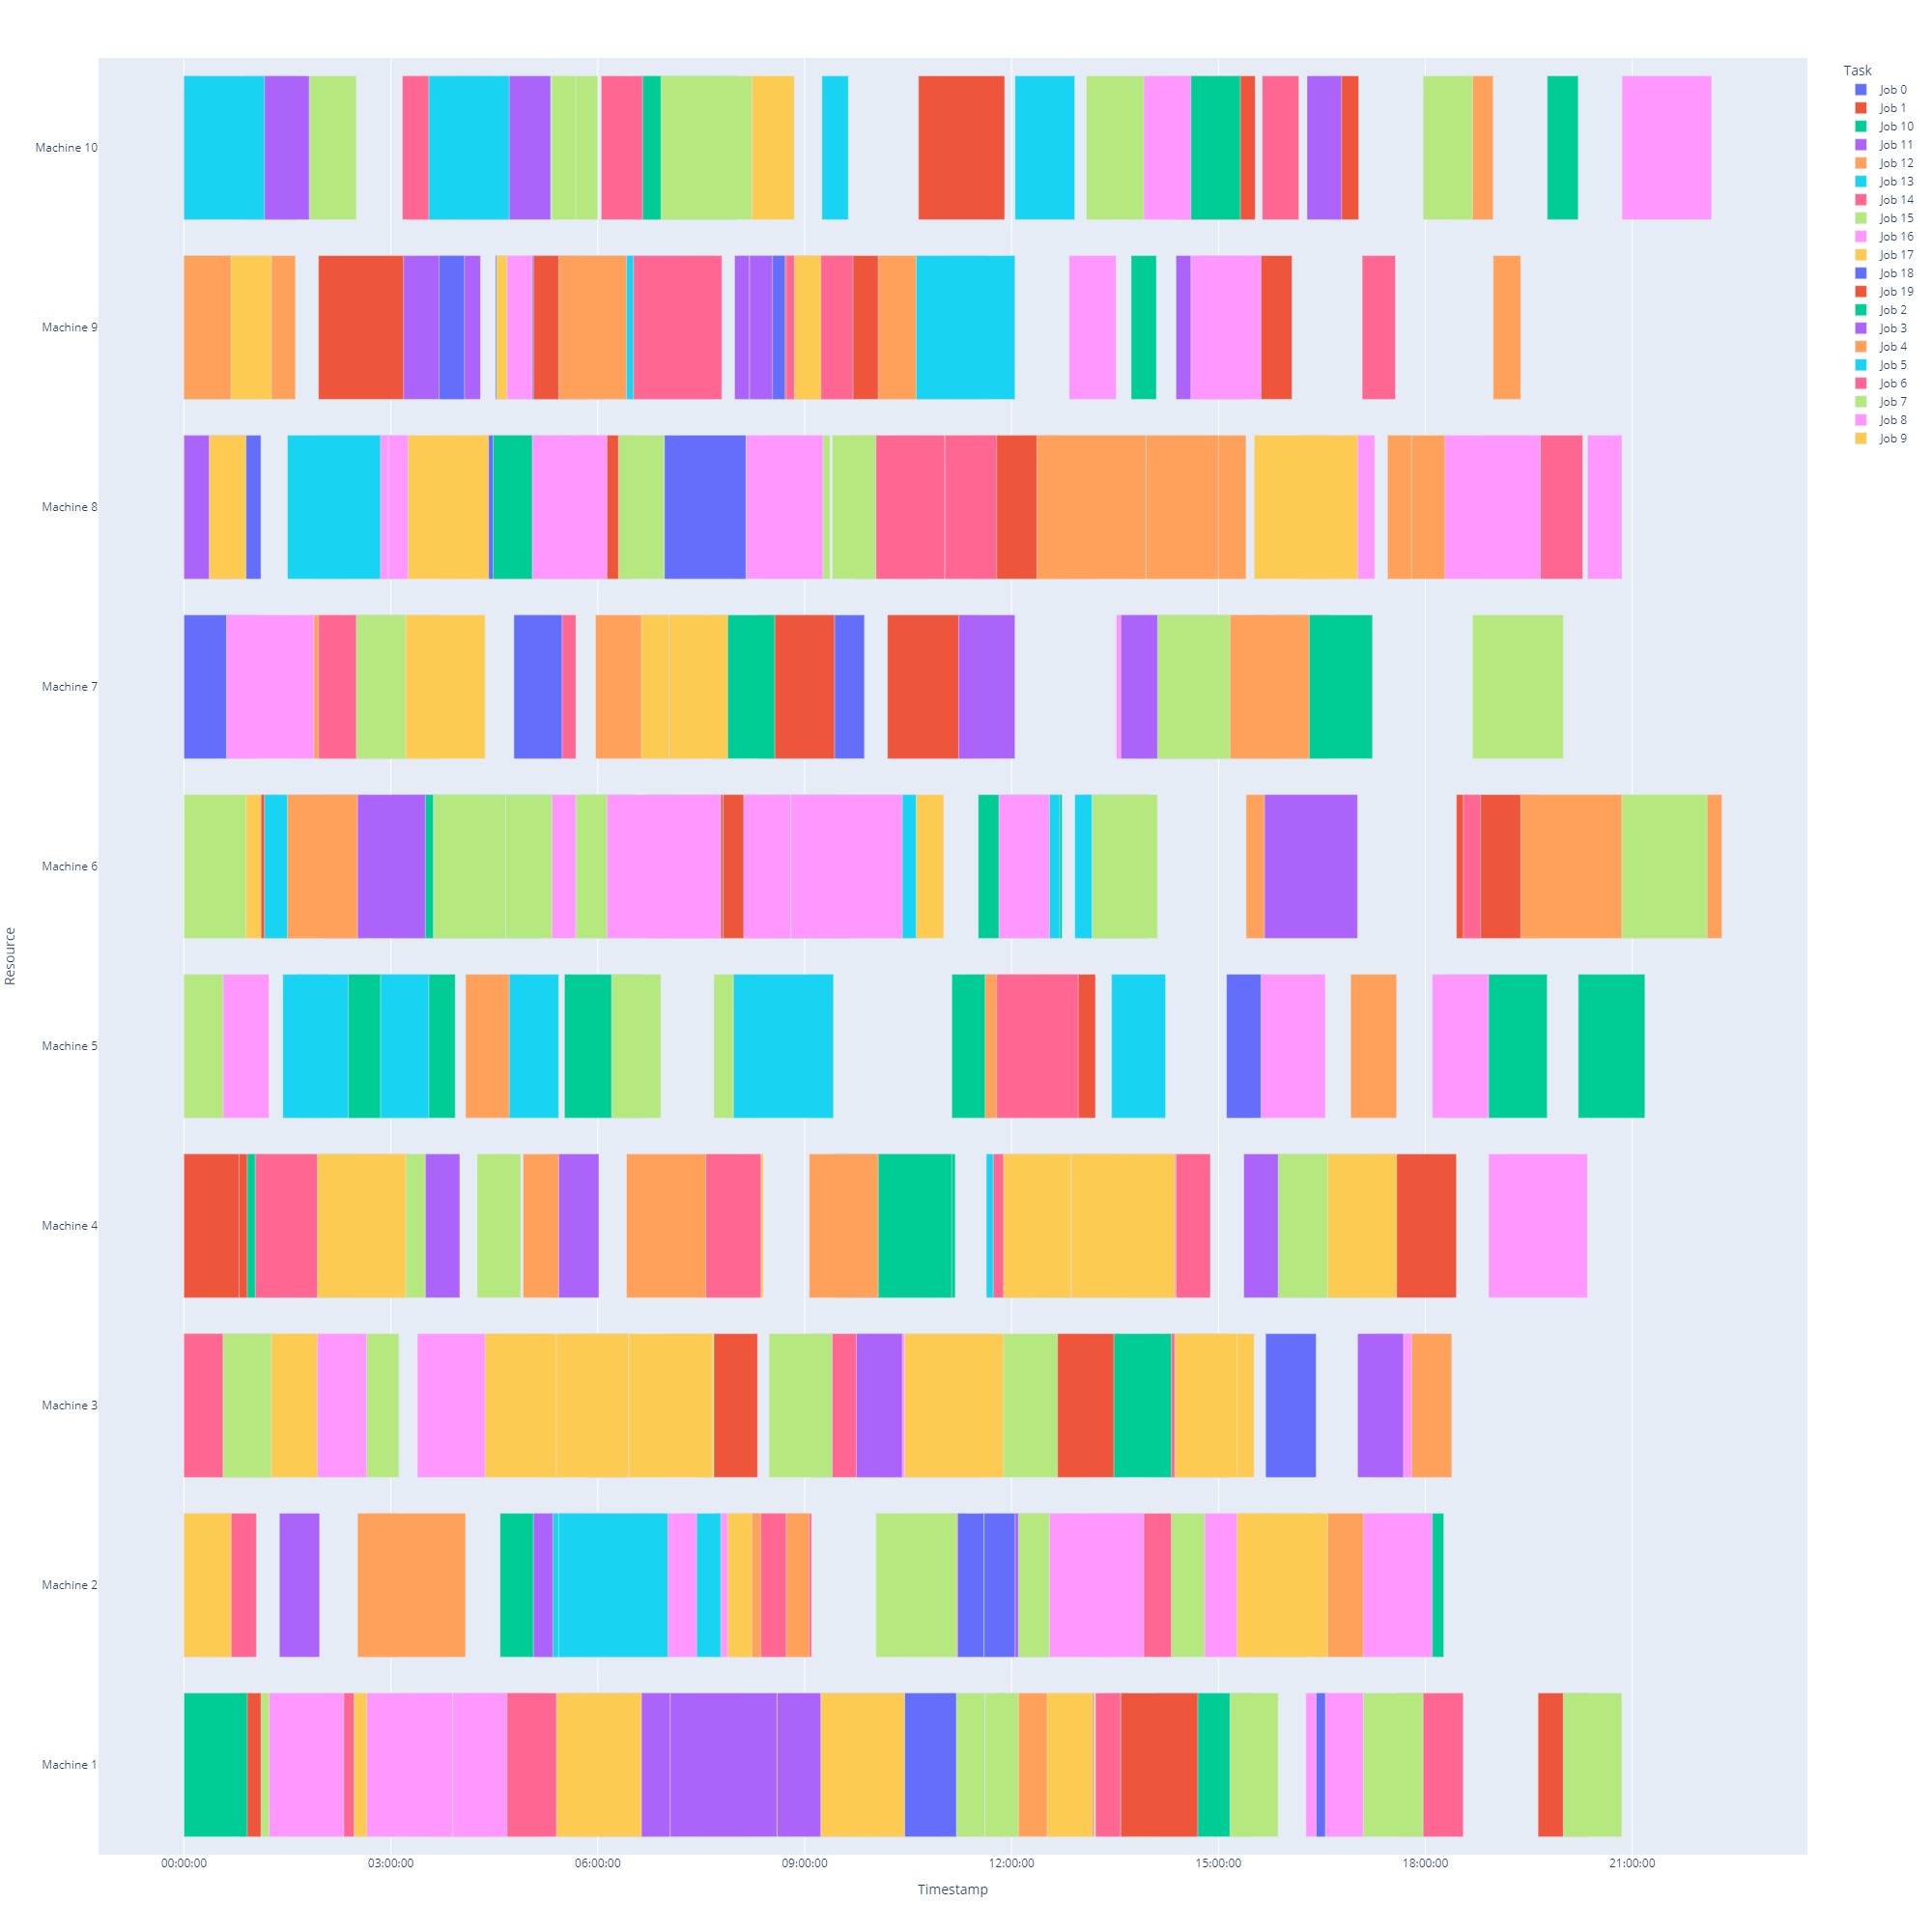 Task
Job 0
Job 1
Job 10
Job 11
Job 12
Job 13
Job 14
Job 15
Job 16
Job 17
Job 18
Job 19
Job 2
Job 3
Job 4
Job 5
Job 6
Job 7
Job 8
Job 9
Machine 10
Machine 9
Machine 8
Machine 7
Machine 6
Machine 5
Machine 4
Machine 3
Machine 2
Machine 1
Resource
00:00:00 03:00:00 06:00:00 09:00:00 12:00:00 15:00:00 18:00:00 21:00:00
Timestamp